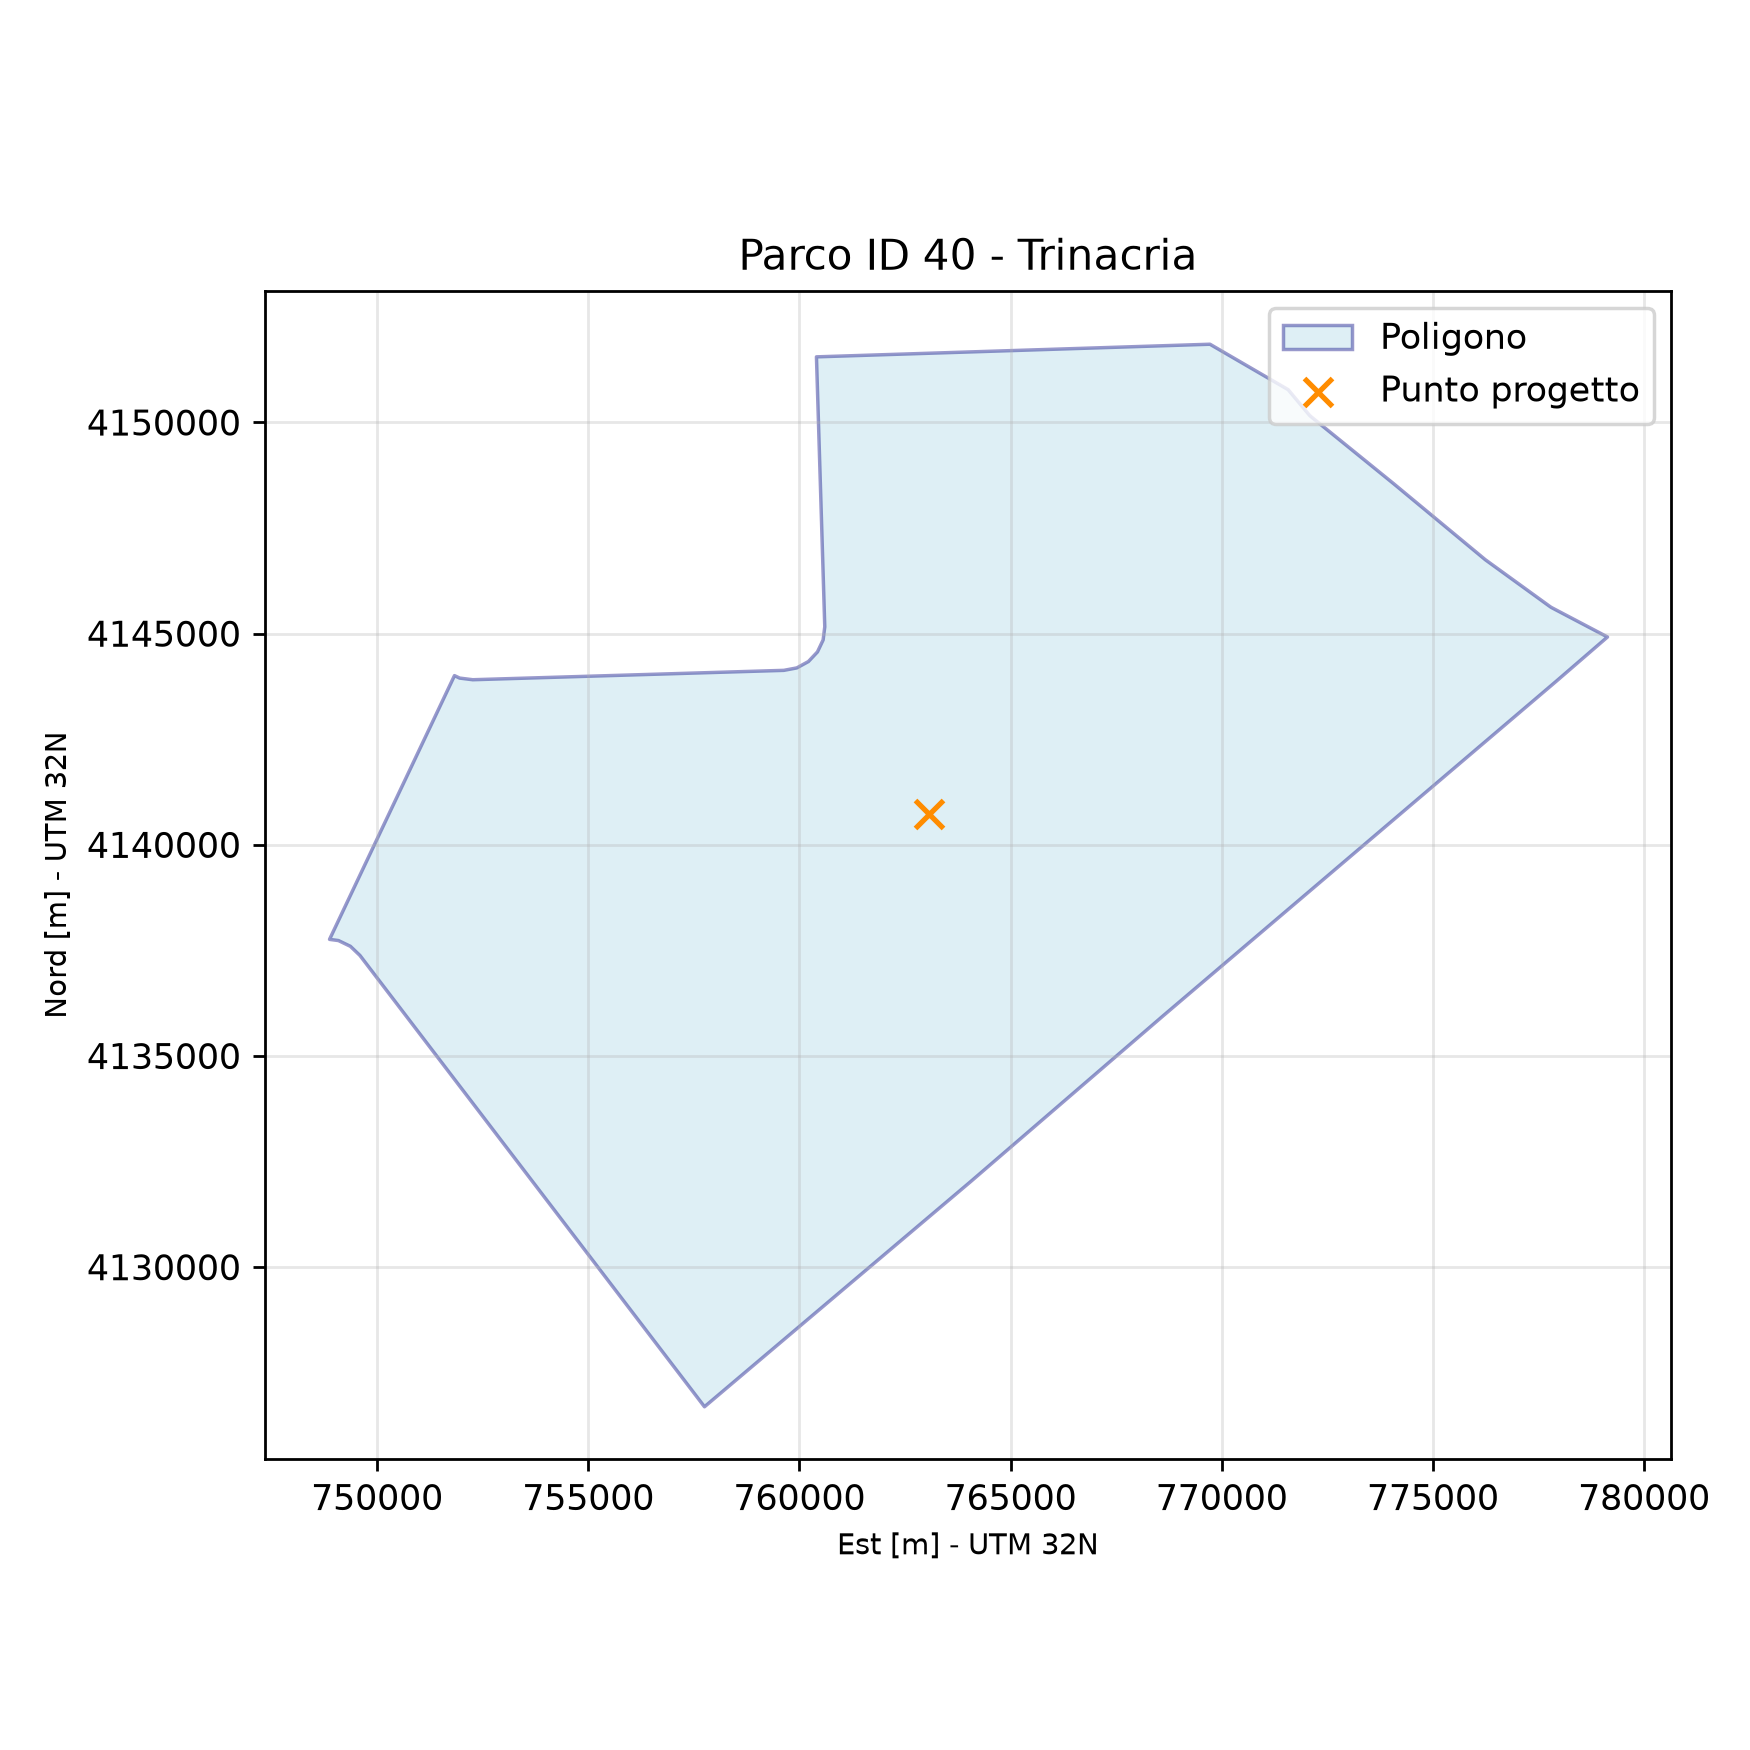 Parco ID 40 - Trinacria
Poligono
Punto progetto
4150000
4145000
4140000
4135000
4130000
Nord [m] - UTM 32N
750000 755000 760000 765000 770000 775000 780000
Est [m] - UTM 32N